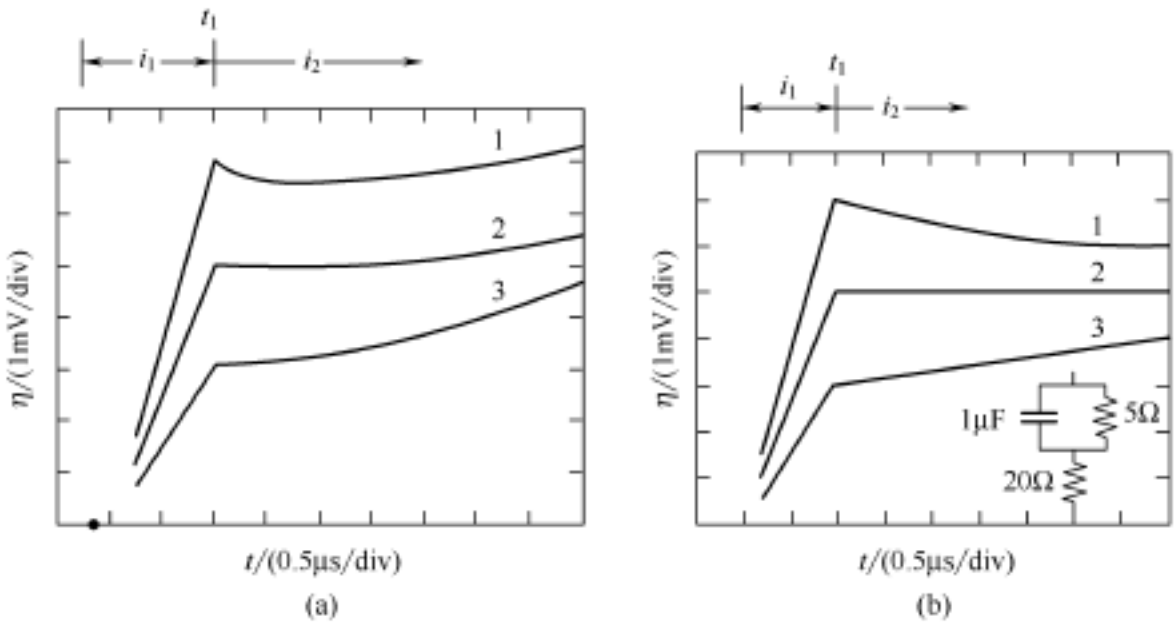 t₁
i₁ i₂
1
2
3
η/(1mV/div)
t/(0.5μs/div)
(a)
t₁
i₁ i₂
1
2
3
η/(1mV/div)
1μF 5Ω
20Ω
t/(0.5μs/div)
(b)